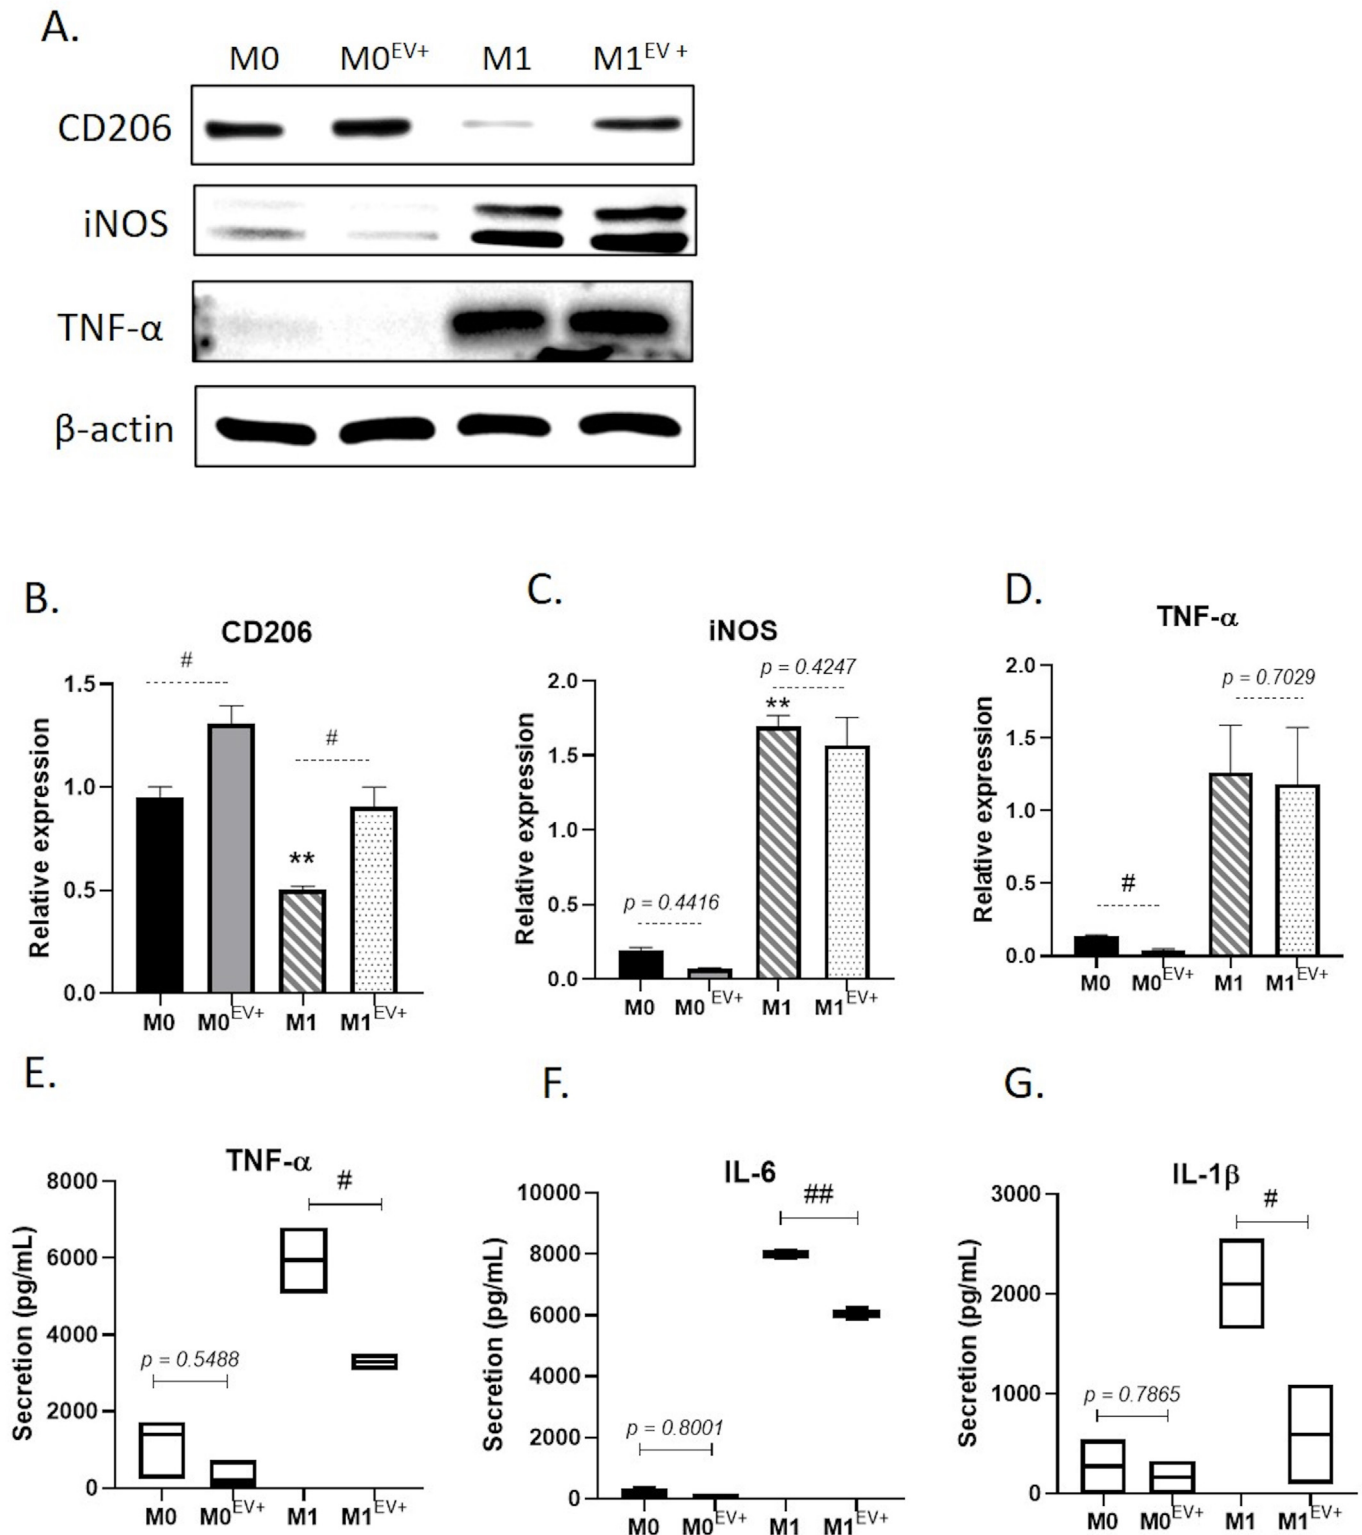 A.
M0 M0EV+ M1 M1EV +
CD206
iNOS
TNF-α
β-actin
B.
CD206
#
#
**
Relative expression
1.5
1.0
0.5
0.0
M0 M0EV+ M1 M1EV+
C.
iNOS
p = 0.4247
**
p = 0.4416
Relative expression
2.0
1.5
1.0
0.5
0.0
M0 M0EV+ M1 M1EV+
D.
TNF-α
p = 0.7029
#
Relative expression
2.0
1.5
1.0
0.5
0.0
M0 M0EV+ M1 M1EV+
E.
TNF-α
#
p = 0.5488
Secretion (pg/mL)
8000
6000
4000
2000
0
M0 M0EV+ M1 M1EV+
F.
IL-6
##
p = 0.8001
Secretion (pg/mL)
10000
8000
6000
4000
2000
0
M0 M0EV+ M1 M1EV+
G.
IL-1β
#
p = 0.7865
Secretion (pg/mL)
3000
2000
1000
0
M0 M0EV+ M1 M1EV+